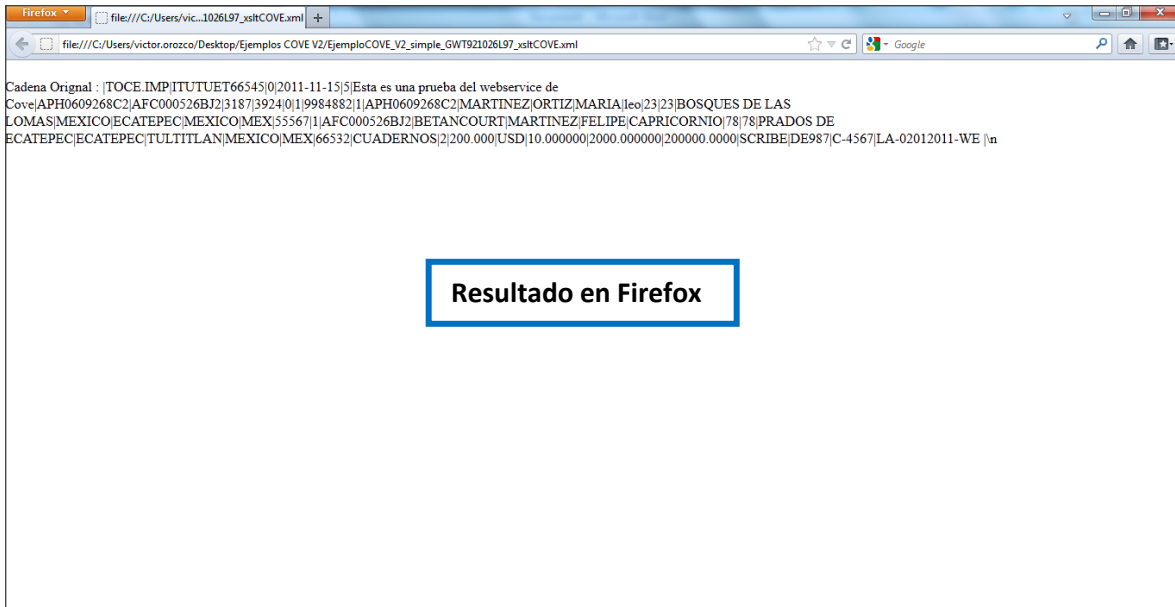 Firefox
file:///C:/Users/vic...1026L97_xsltCOVE.xml
file:///C:/Users/victor.orozco/Desktop/Ejemplos COVE V2/EjemploCOVE_V2_simple_GWT921026L97_xsltCOVE.xml
Google
Cadena Orignal : |TOCE.IMP|ITUTUET66545|0|2011-11-15|5|Esta es una prueba del webservice de
Cove|APH0609268C2|AFC000526BJ2|3187|3924|0|1|9984882|1|APH0609268C2|MARTINEZ|ORTIZ|MARIA|leo|23|23|BOSQUES DE LAS
LOMAS|MEXICO|ECATEPEC|MEXICO|MEX|55567|1|AFC000526BJ2|BETANCOURT|MARTINEZ|FELIPE|CAPRICORNIO|78|78|PRADOS DE
ECATEPEC|ECATEPEC|TULTITLAN|MEXICO|MEX|66532|CUADERNOS|2|200.000|USD|10.000000|2000.000000|200000.0000|SCRIBE|DE987|C-4567|LA-02012011-WE |\n
Resultado en Firefox